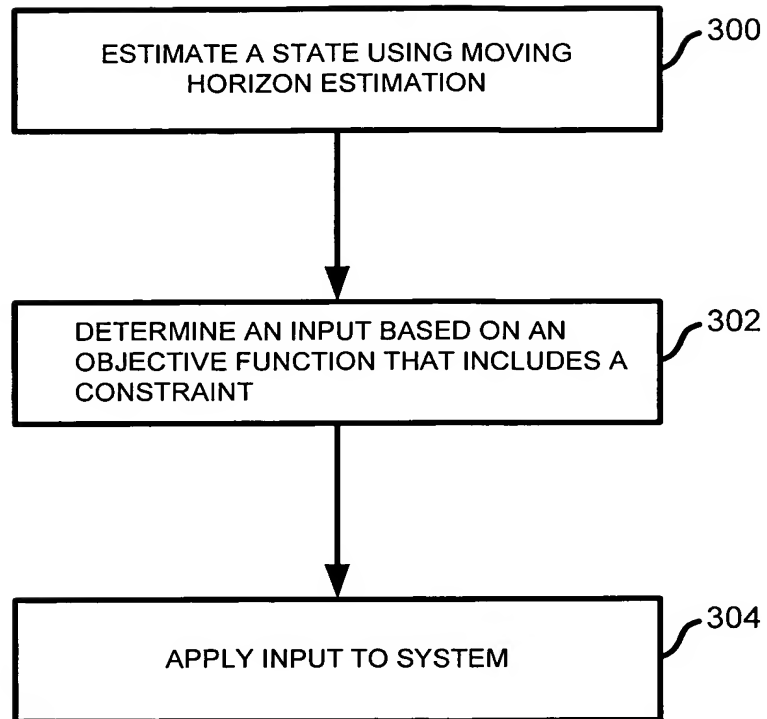 ESTIMATE A STATE USING MOVING
HORIZON ESTIMATION
300
DETERMINE AN INPUT BASED ON AN
OBJECTIVE FUNCTION THAT INCLUDES A
CONSTRAINT
302
APPLY INPUT TO SYSTEM
304